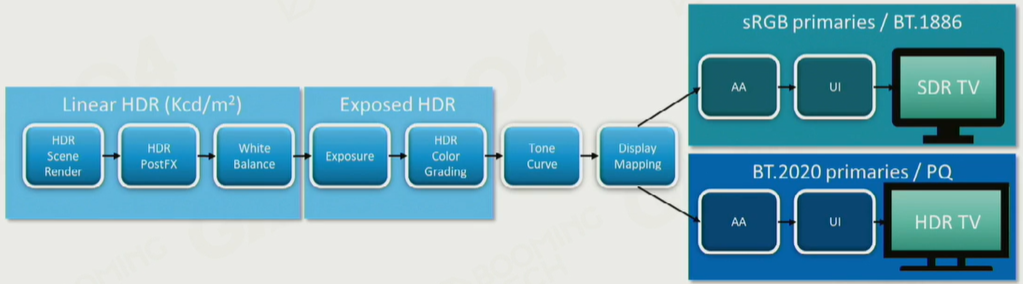 sRGB primaries / BT.1886
AA
UI
SDR TV
Linear HDR (Kcd/m²)
Exposed HDR
HDR
Scene
Render
HDR
PostFX
White
Balance
Exposure
HDR
Color
Grading
Tone
Curve
Display
Mapping
BT.2020 primaries / PQ
AA
UI
HDR TV